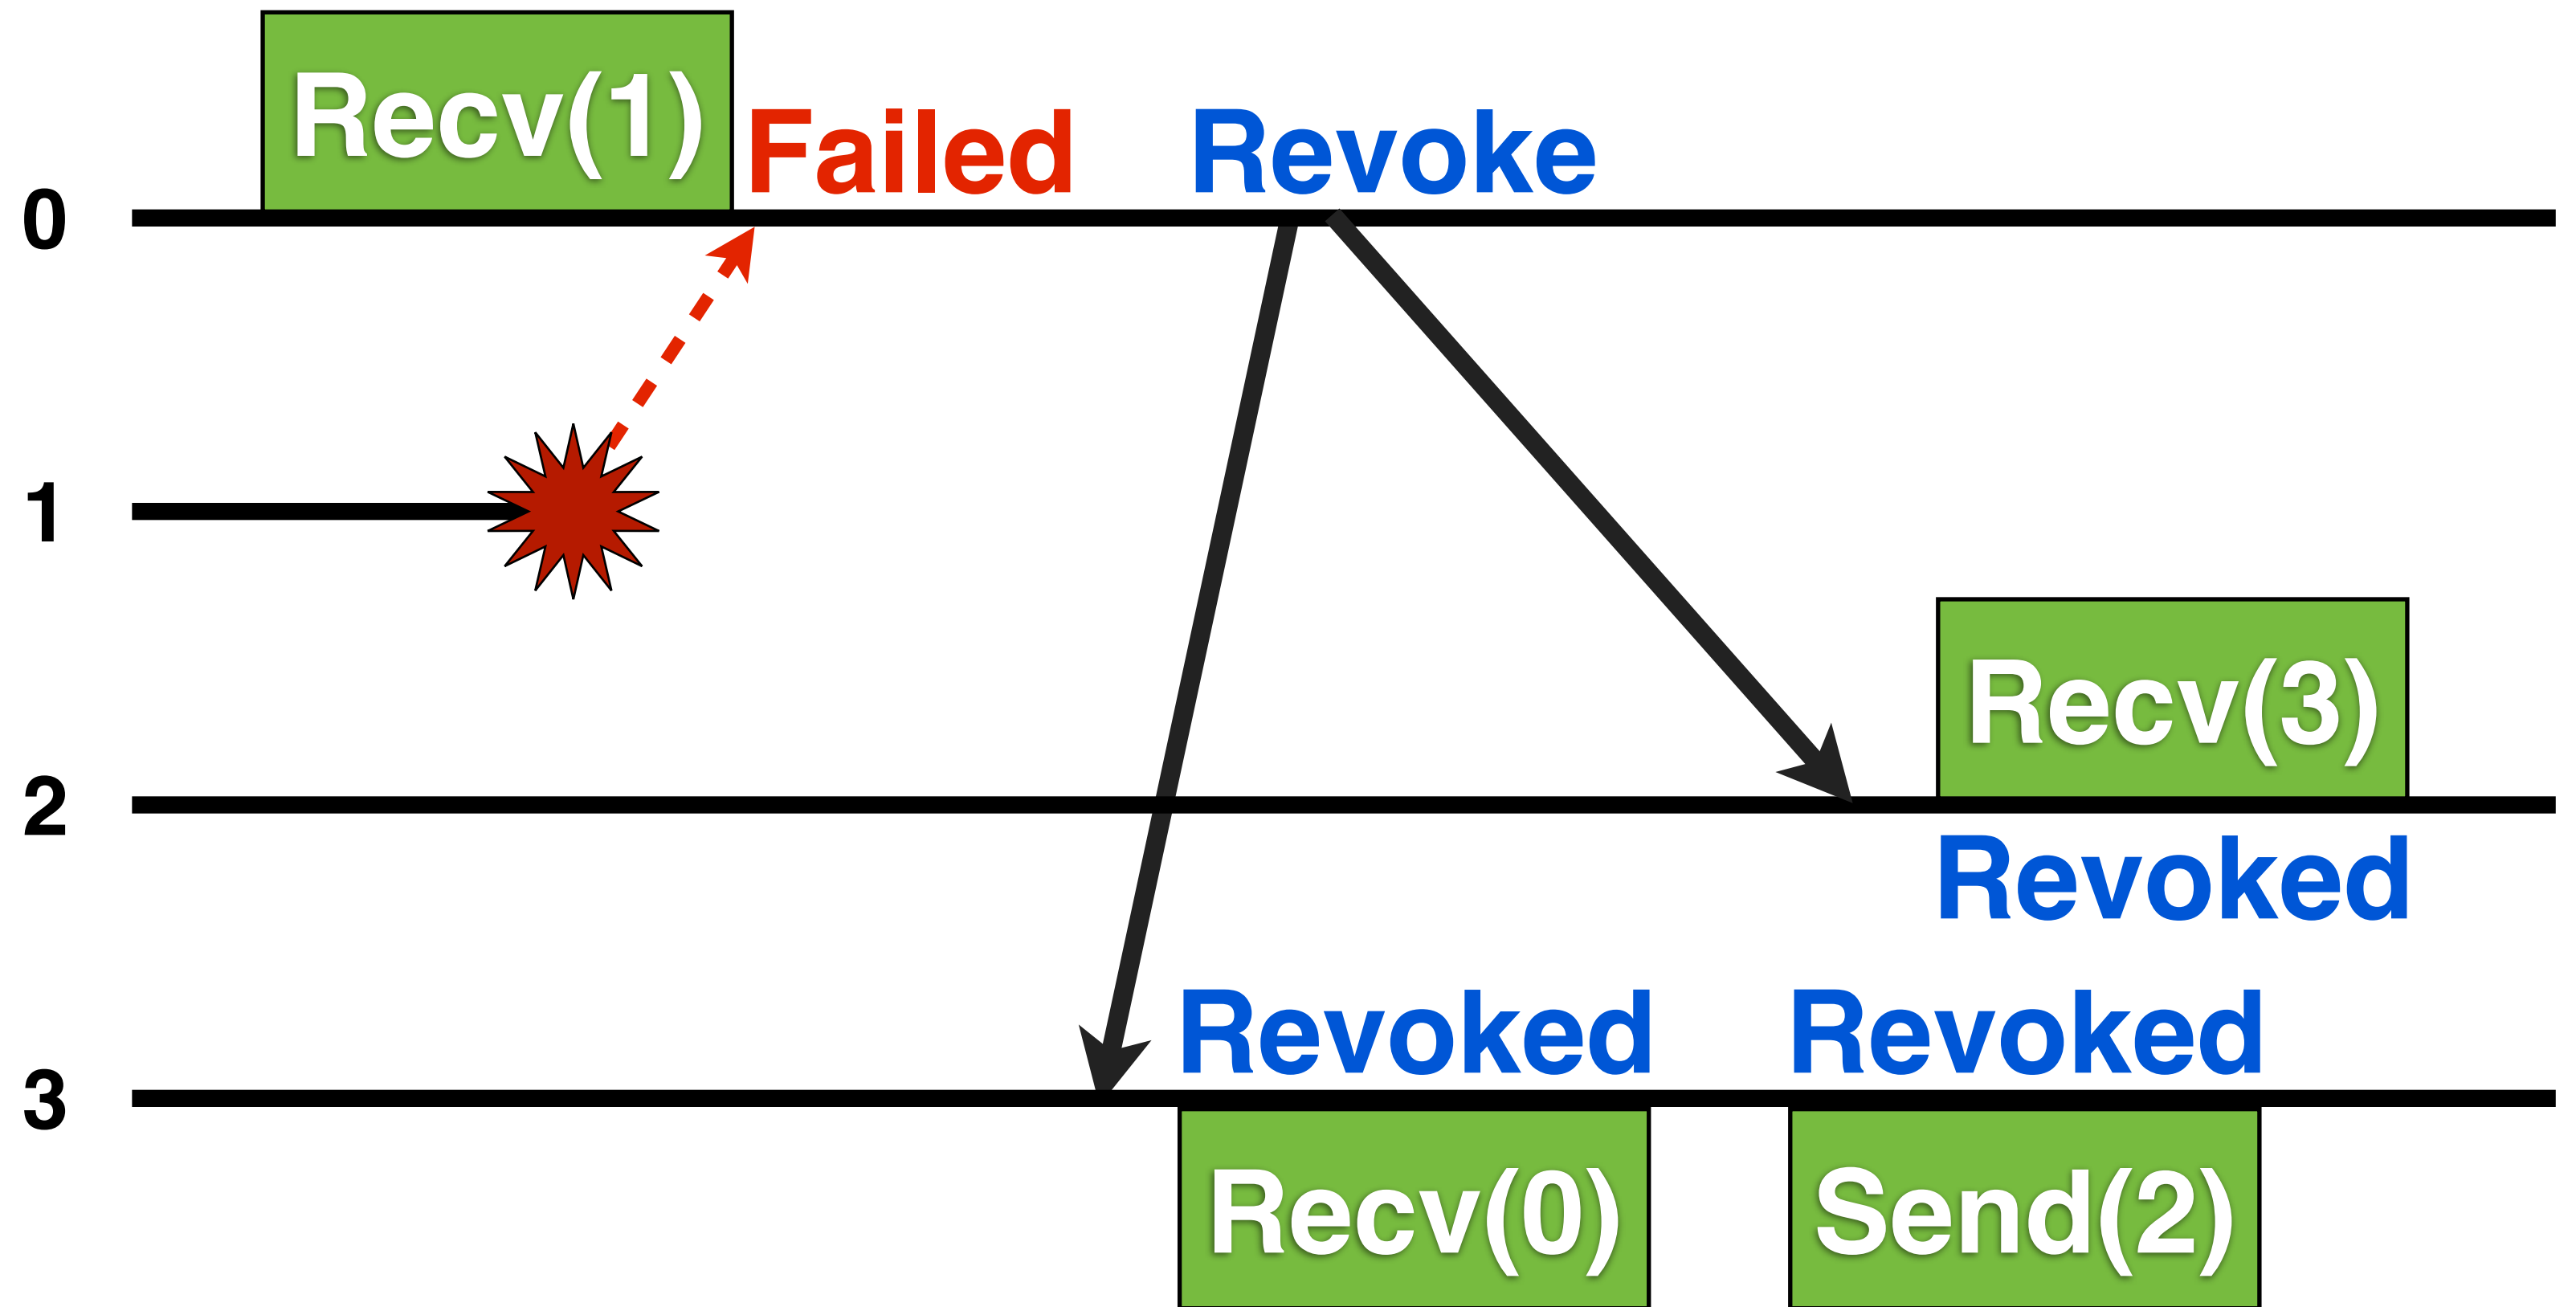 Recv(1)
Failed
Revoke
0
1
Recv(3)
2
Revoked
Revoked
Revoked
3
Recv(0)
Send(2)